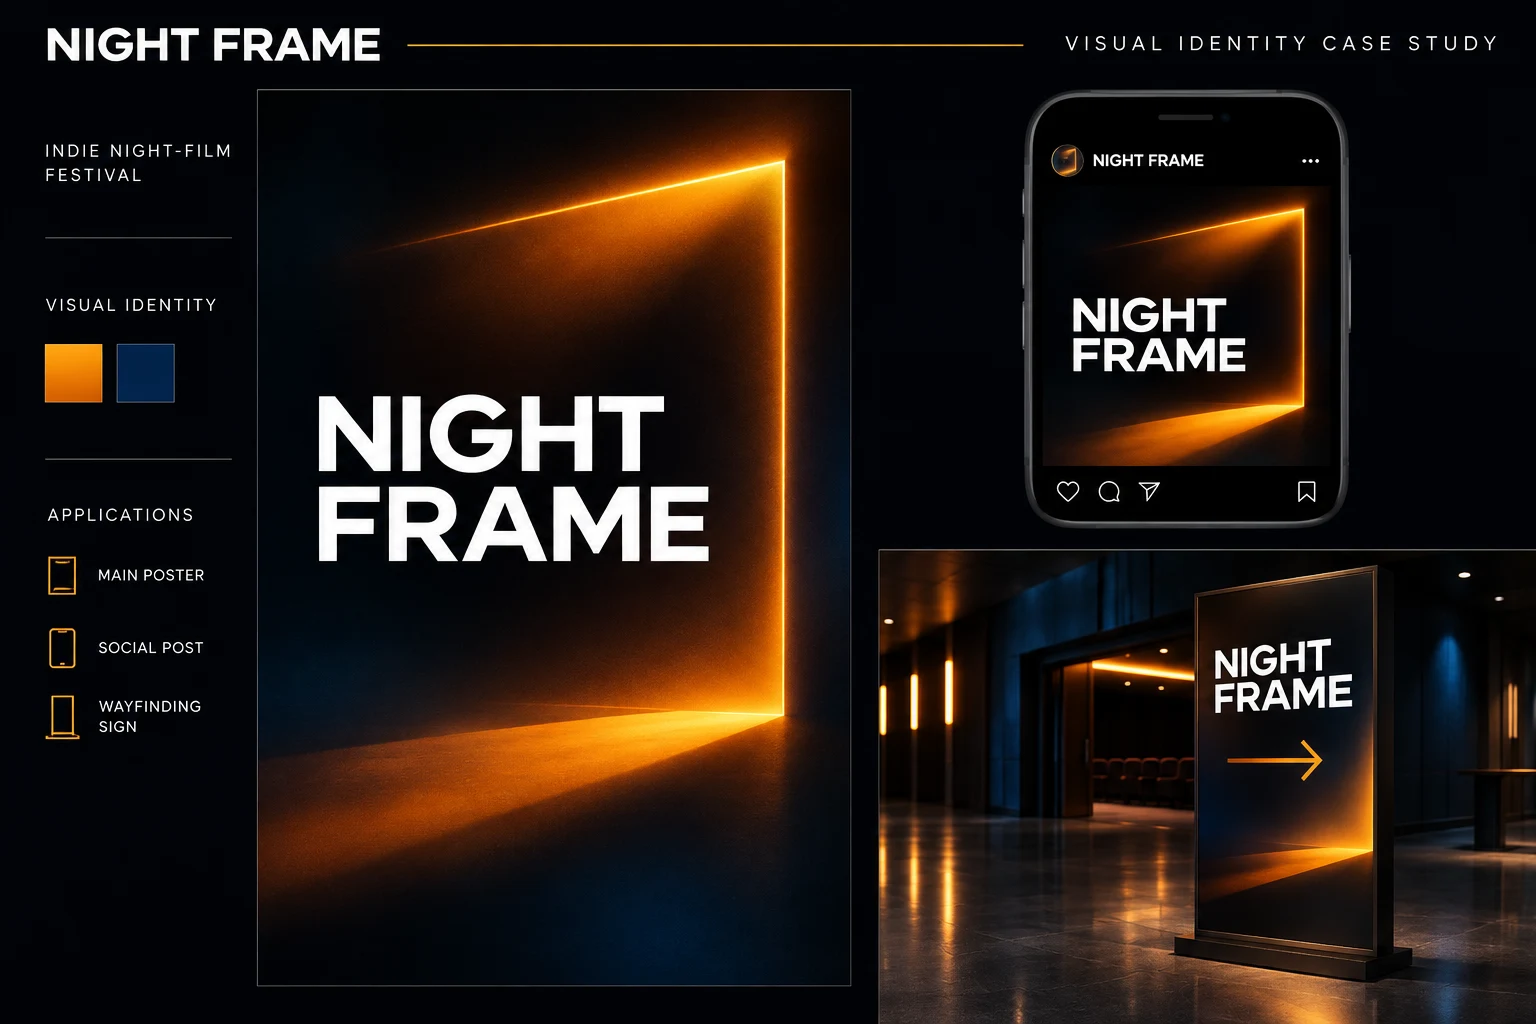 NIGHT FRAME
VISUAL IDENTITY CASE STUDY
INDIE NIGHT-FILM
FESTIVAL
VISUAL IDENTITY
APPLICATIONS
MAIN POSTER
SOCIAL POST
WAYFINDING
SIGN
NIGHT
FRAME
NIGHT FRAME
NIGHT
FRAME
NIGHT
FRAME